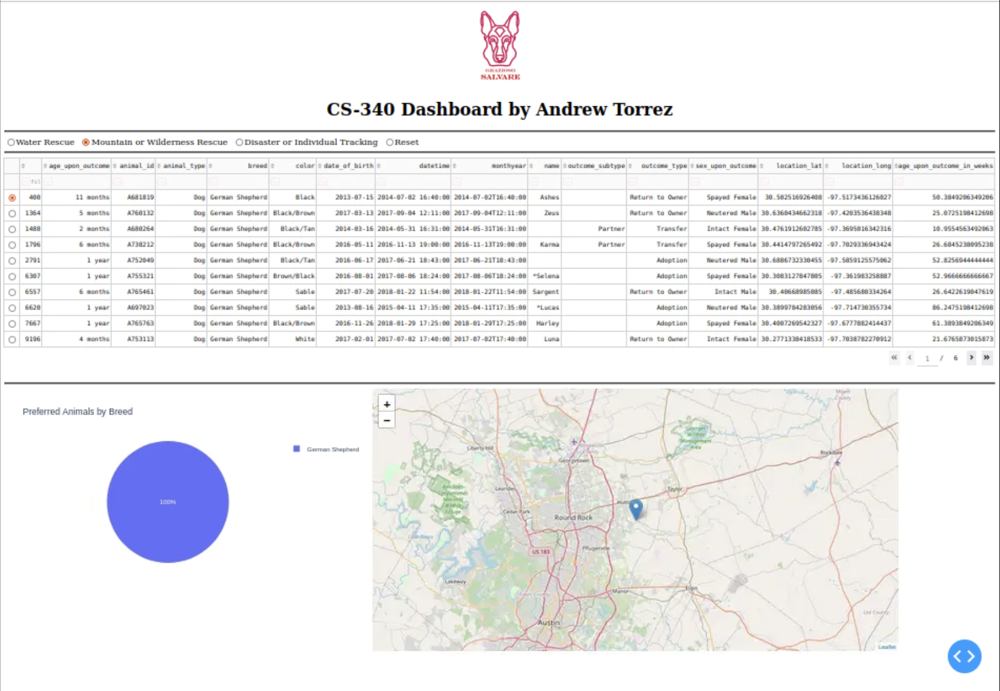 GRAZIOSO
SALVARE
CS-340 Dashboard by Andrew Torrez
Water Rescue Mountain or Wilderness Rescue Disaster or Individual Tracking Reset
age_upon_outcome animal_id animal_type breed color date_of_birth datetime monthyear name outcome_subtype outcome_type sex_upon_outcome location_lat location_long age_upon_outcome_in_weeks
fil
400 11 months A681819 Dog German Shepherd Black 2013-07-15 2014-07-02 16:40:00 2014-07-02T16:40:00 Ashes Return to Owner Spayed Female 30.502516926408 -97.5173436126027 50.3849206349206
1364 5 months A760132 Dog German Shepherd Black/Brown 2017-03-13 2017-09-04 12:11:00 2017-09-04T12:11:00 Zeus Return to Owner Neutered Male 30.6360434662318 -97.4203536438348 25.0725198412698
1488 2 months A680264 Dog German Shepherd Black/Tan 2014-03-16 2014-05-31 16:31:00 2014-05-31T16:31:00 Partner Transfer Intact Female 30.4761912602785 -97.3695016342316 10.9554563492063
1796 6 months A738212 Dog German Shepherd Black/Brown 2016-05-11 2016-11-13 19:00:00 2016-11-13T19:00:00 Karma Partner Transfer Spayed Female 30.4414797265492 -97.7029336943424 26.6845238095238
2791 1 year A752049 Dog German Shepherd Black/Tan 2016-06-17 2017-06-21 18:43:00 2017-06-21T18:43:00 Adoption Neutered Male 30.6886732330455 -97.5859125575062 52.8256944444444
6307 1 year A755321 Dog German Shepherd Brown/Black 2016-08-01 2017-08-06 18:24:00 2017-08-06T18:24:00 *Selena Adoption Spayed Female 30.3083127847805 -97.361983258887 52.9666666666667
6557 6 months A765461 Dog German Shepherd Sable 2017-07-20 2018-01-22 11:54:00 2018-01-22T11:54:00 Sargent Return to Owner Intact Male 30.40668985085 -97.485680334264 26.6422619047619
6620 1 year A697023 Dog German Shepherd Sable 2013-08-16 2015-04-11 17:35:00 2015-04-11T17:35:00 *Lucas Adoption Neutered Male 30.3899784283056 -97.714730355734 86.2475198412698
7667 1 year A765763 Dog German Shepherd Black/Brown 2016-11-26 2018-01-29 17:25:00 2018-01-29T17:25:00 Harley Adoption Spayed Female 30.4007269542327 -97.6777882414437 61.3893849206349
9196 4 months A753113 Dog German Shepherd White 2017-02-01 2017-07-02 17:40:00 2017-07-02T17:40:00 Luna Return to Owner Intact Female 30.2771338418533 -97.7038782270912 21.6765873015873
« ‹ 1 / 6 › »
Preferred Animals by Breed
German Shepherd
100%
+
−
Granger
Wildlife
Management
Area
Liberty Hill
Georgetown
Rockdale
Leander
Taylor
Balcones
Canyonlands
National
Wildlife
Refuge
Cedar Park
Round Rock
US 183
Pflugerville
Lakeway
Manor
Elgin
Austin
Lee County
Leaflet